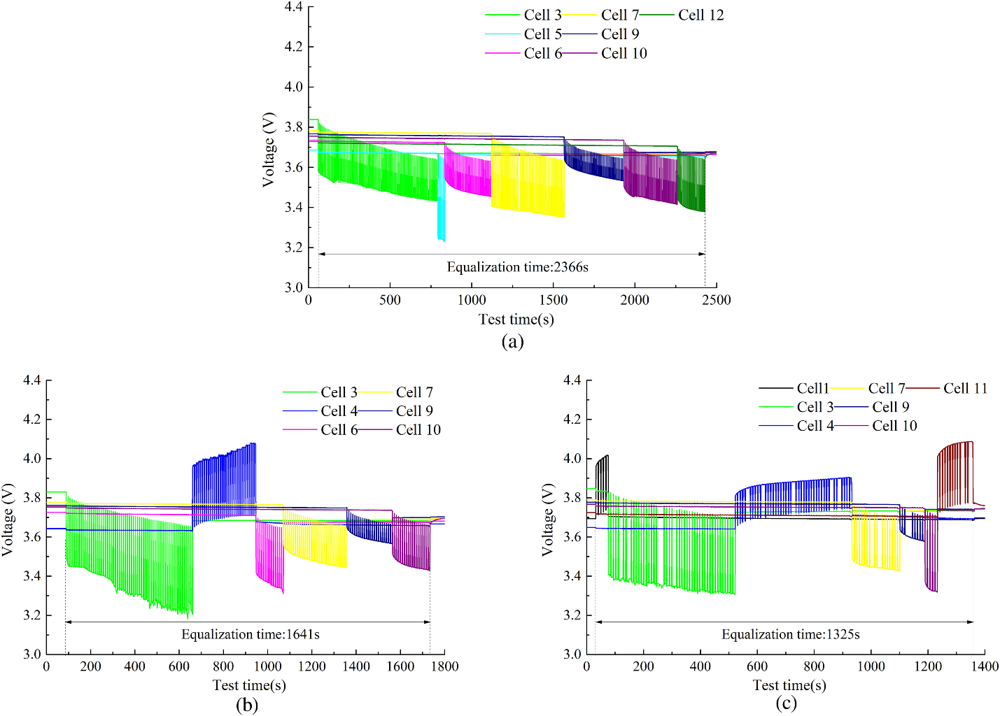 4.4
4.2
4.0
3.8
3.6
3.4
3.2
3.0
Voltage (V)
Cell 3 Cell 7 Cell 12
Cell 5 Cell 9
Cell 6 Cell 10
Equalization time:2366s
0 500 1000 1500 2000 2500
Test time(s)
(a)
4.4
4.2
4.0
3.8
3.6
3.4
3.2
3.0
Voltage (V)
Cell 3 Cell 7
Cell 4 Cell 9
Cell 6 Cell 10
Equalization time:1641s
0 200 400 600 800 1000 1200 1400 1600 1800
Test time(s)
(b)
4.4
4.2
4.0
3.8
3.6
3.4
3.2
3.0
Voltage (V)
Cell1 Cell 7 Cell 11
Cell 3 Cell 9
Cell 4 Cell 10
Equalization time:1325s
0 200 400 600 800 1000 1200 1400
Test time(s)
(c)